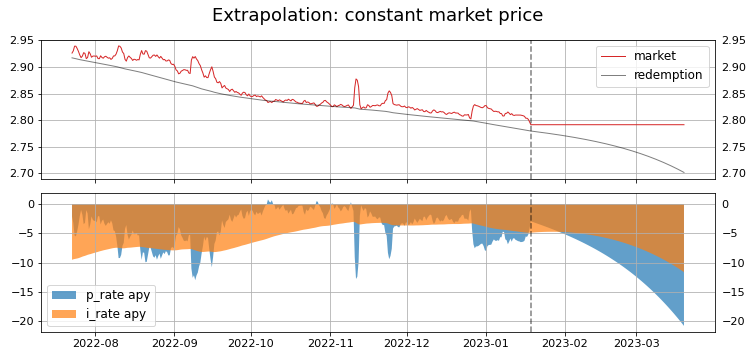 Extrapolation: constant market price
2.95 2.95
2.90 2.90
2.85 2.85
2.80 2.80
2.75 2.75
2.70 2.70
market
redemption
0 0
−5 −5
−10 −10
−15 −15
−20 −20
p_rate apy
i_rate apy
2022-08 2022-09 2022-10 2022-11 2022-12 2023-01 2023-02 2023-03